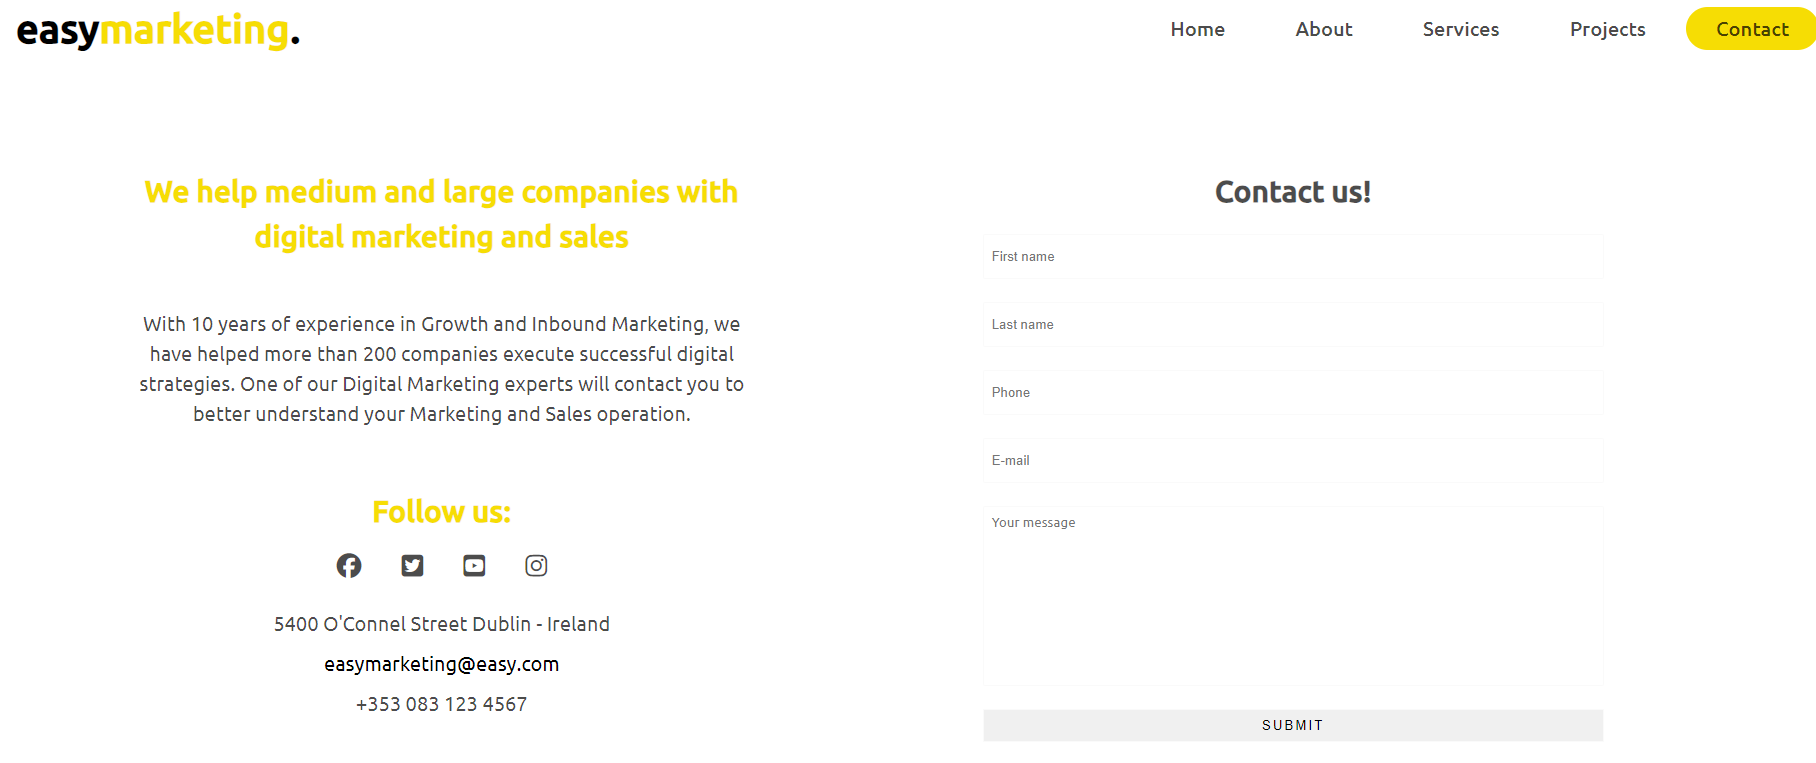 easymarketing.
Home About Services Projects Contact
We help medium and large companies with
digital marketing and sales
With 10 years of experience in Growth and Inbound Marketing, we
have helped more than 200 companies execute successful digital
strategies. One of our Digital Marketing experts will contact you to
better understand your Marketing and Sales operation.
Follow us:
5400 O'Connel Street Dublin - Ireland
easymarketing@easy.com
+353 083 123 4567
Contact us!
First name
Last name
Phone
E-mail
Your message
SUBMIT